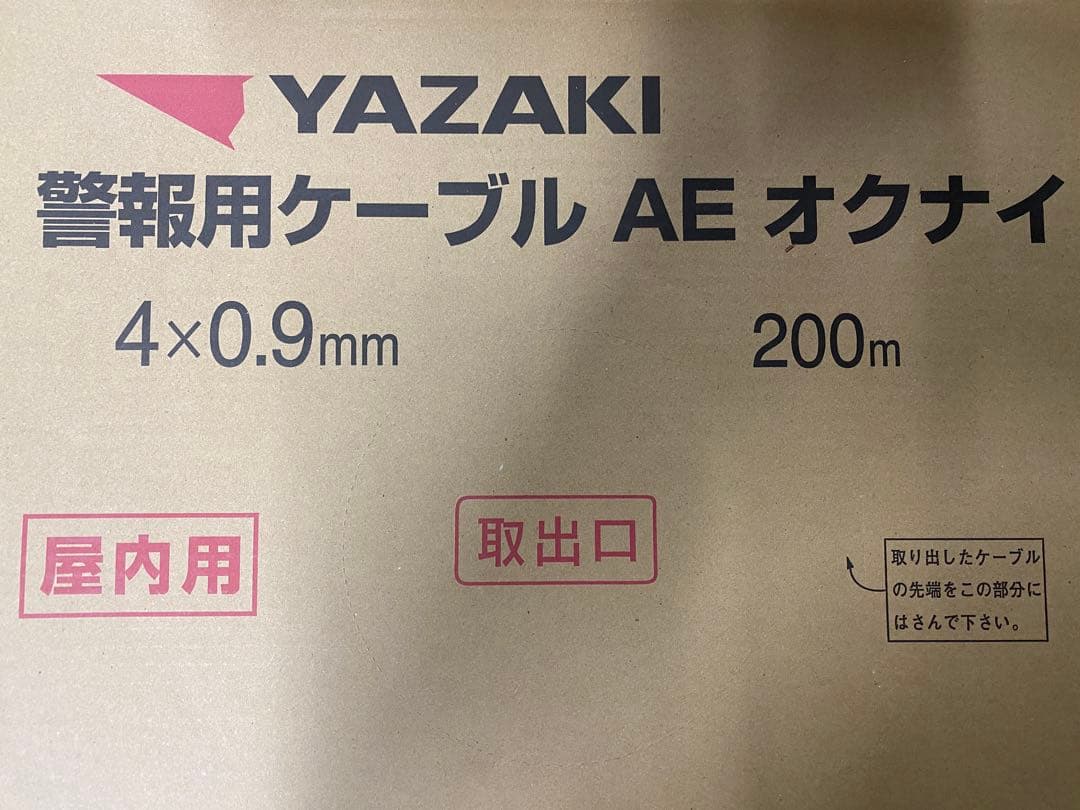 YAZAKI
警報用ケーブル AE オクナイ
4×0.9mm 200m
屋内用
取出口
取り出したケーブル
の先端をこの部分に
はさんで下さい。